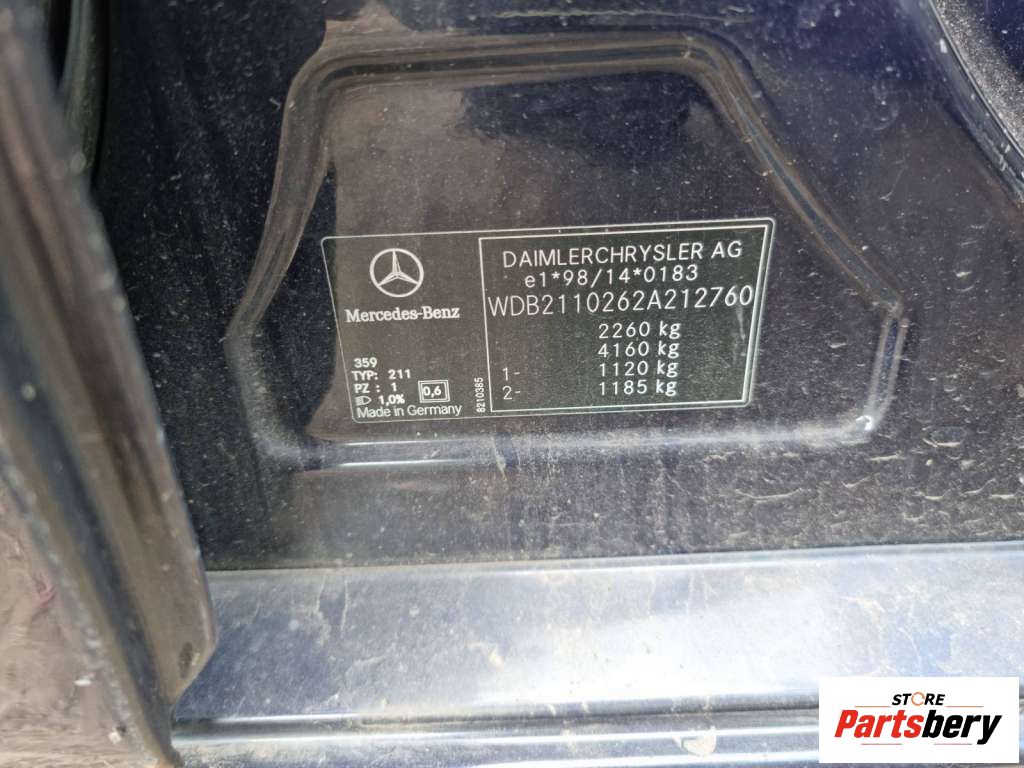 DAIMLERCHRYSLER AG
e1*98/14*0183
WDB2110262A212760
2260 kg
4160 kg
1- 1120 kg
2- 1185 kg
Mercedes-Benz
359
TYP: 211
PZ : 1
1,0%
0,6
Made in Germany
8210385
STORE
Partsbery